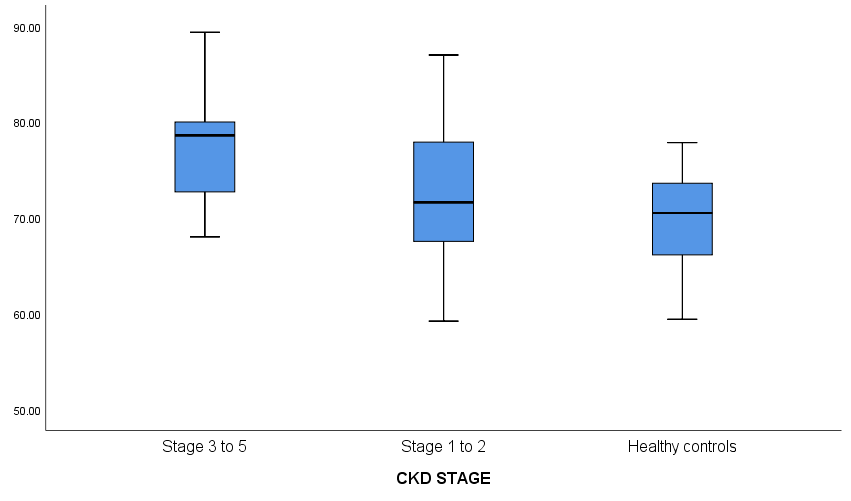 90.00
80.00
70.00
60.00
50.00
Stage 3 to 5 Stage 1 to 2 Healthy controls
CKD STAGE